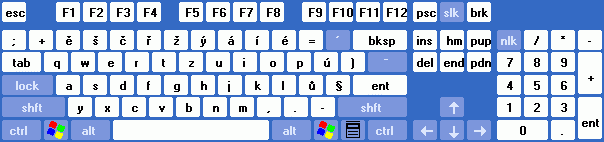 esc F1 F2 F3 F4 F5 F6 F7 F8 F9 F10 F11 F12 psc slk brk
; + ě š č ř ž ý á í é = ´ bksp ins hm pup nlk / * -
tab q w e r t z u i o p ú ) ¨ del end pdn 7 8 9 +
lock a s d f g h j k l ů § ent 4 5 6
shft y x c v b n m , . - shft ↑ 1 2 3 ent
ctrl alt alt ctrl ← ↓ → 0 .